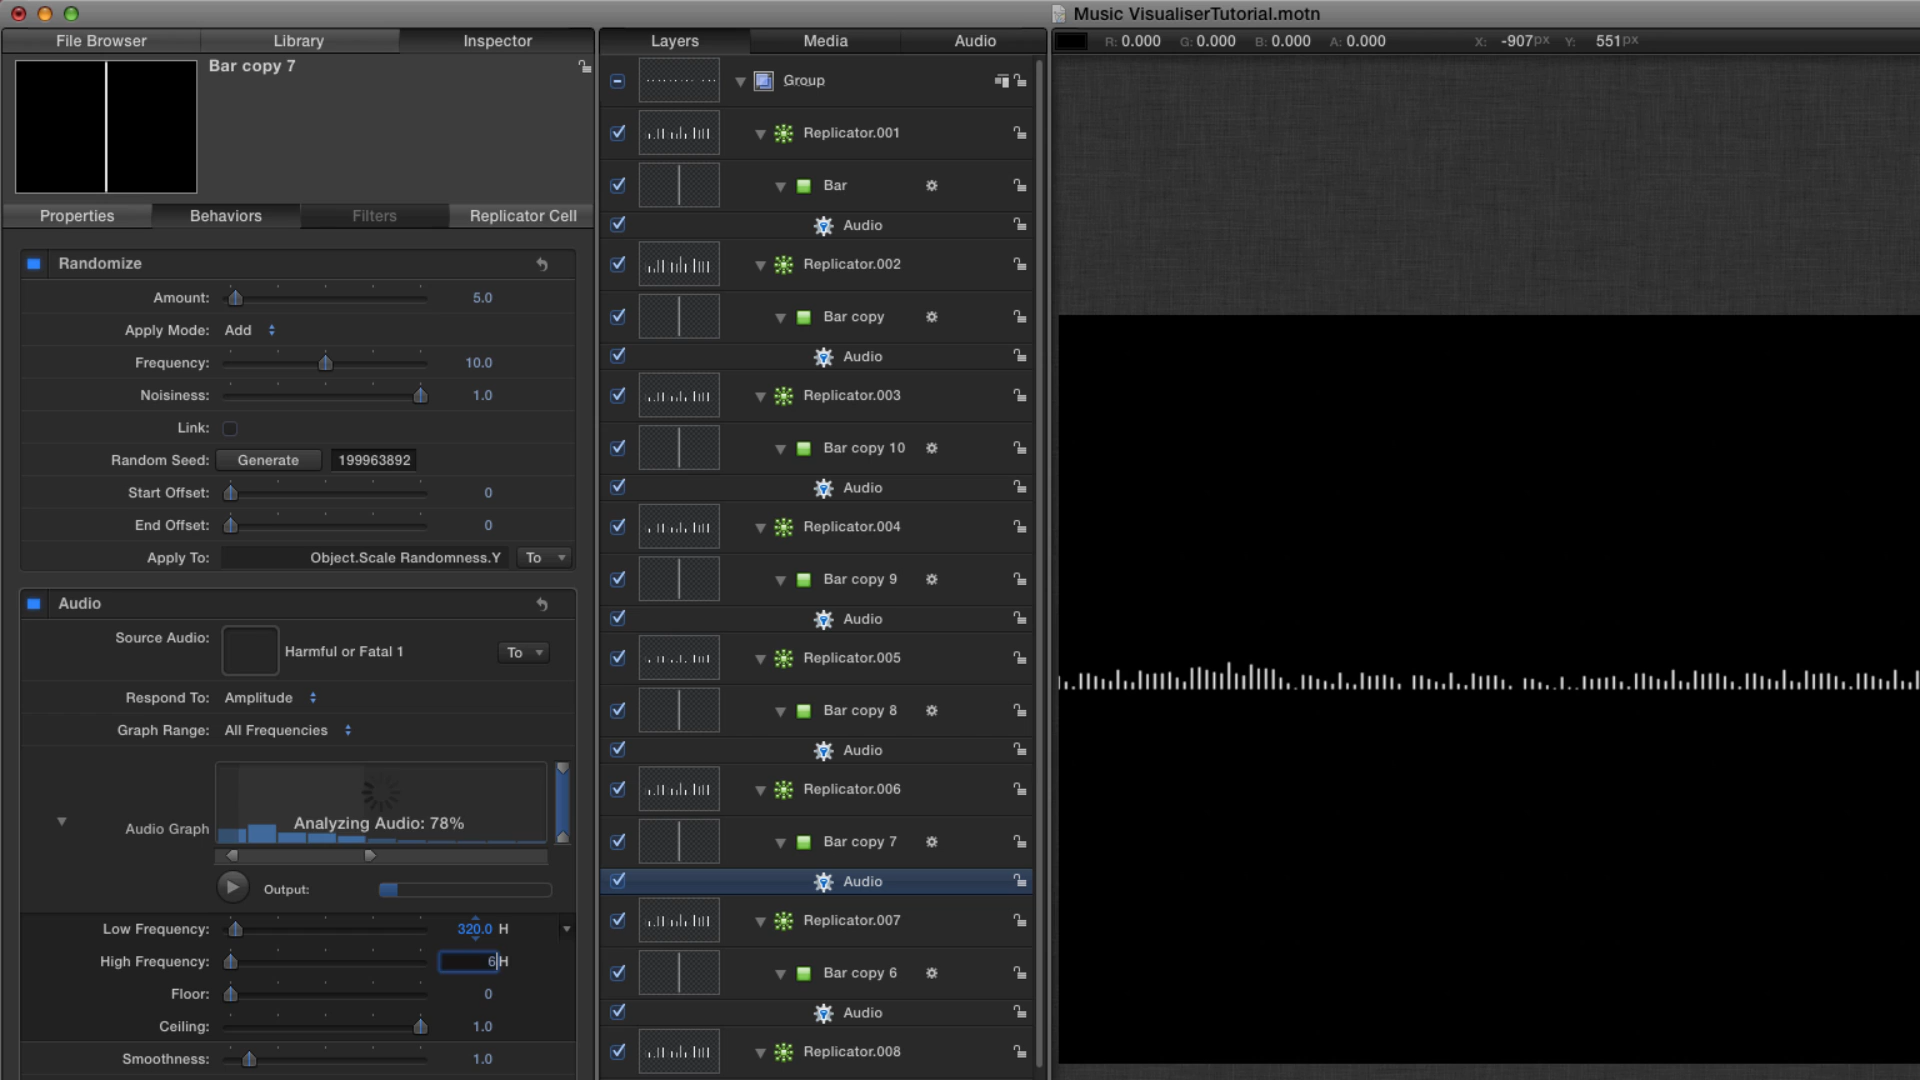 Music VisualiserTutorial.motn
File Browser Library Inspector
Layers Media Audio
R: 0.000 G: 0.000 B: 0.000 A: 0.000 X: -907px Y: 551px
Bar copy 7
Properties Behaviors Filters Replicator Cell
Randomize
Amount: 5.0
Apply Mode: Add
Frequency: 10.0
Noisiness: 1.0
Link:
Random Seed: Generate 199963892
Start Offset: 0
End Offset: 0
Apply To: Object.Scale Randomness.Y To
Audio
Source Audio: Harmful or Fatal 1 To
Respond To: Amplitude
Graph Range: All Frequencies
Audio Graph
Analyzing Audio: 78%
Output:
Low Frequency: 320.0 H
High Frequency: 6 H
Floor: 0
Ceiling: 1.0
Smoothness: 1.0
Group
Replicator.001
Bar
Audio
Replicator.002
Bar copy
Audio
Replicator.003
Bar copy 10
Audio
Replicator.004
Bar copy 9
Audio
Replicator.005
Bar copy 8
Audio
Replicator.006
Bar copy 7
Audio
Replicator.007
Bar copy 6
Audio
Replicator.008